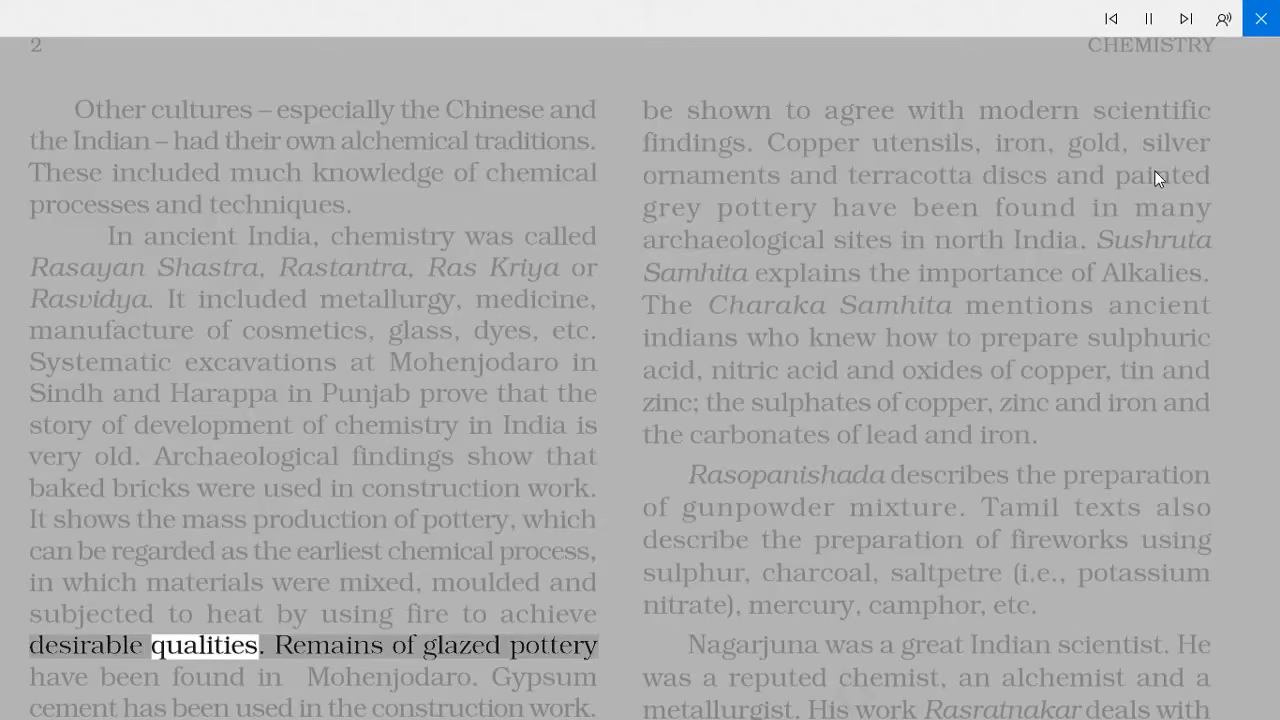 2
CHEMISTRY
Other cultures – especially the Chinese and
the Indian – had their own alchemical traditions.
These included much knowledge of chemical
processes and techniques.
In ancient India, chemistry was called
Rasayan Shastra, Rastantra, Ras Kriya or
Rasvidya. It included metallurgy, medicine,
manufacture of cosmetics, glass, dyes, etc.
Systematic excavations at Mohenjodaro in
Sindh and Harappa in Punjab prove that the
story of development of chemistry in India is
very old. Archaeological findings show that
baked bricks were used in construction work.
It shows the mass production of pottery, which
can be regarded as the earliest chemical process,
in which materials were mixed, moulded and
subjected to heat by using fire to achieve
desirable qualities. Remains of glazed pottery
have been found in Mohenjodaro. Gypsum
cement has been used in the construction work.
be shown to agree with modern scientific
findings. Copper utensils, iron, gold, silver
ornaments and terracotta discs and painted
grey pottery have been found in many
archaeological sites in north India. Sushruta
Samhita explains the importance of Alkalies.
The Charaka Samhita mentions ancient
indians who knew how to prepare sulphuric
acid, nitric acid and oxides of copper, tin and
zinc; the sulphates of copper, zinc and iron and
the carbonates of lead and iron.
Rasopanishada describes the preparation
of gunpowder mixture. Tamil texts also
describe the preparation of fireworks using
sulphur, charcoal, saltpetre (i.e., potassium
nitrate), mercury, camphor, etc.
Nagarjuna was a great Indian scientist. He
was a reputed chemist, an alchemist and a
metallurgist. His work Rasratnakar deals with